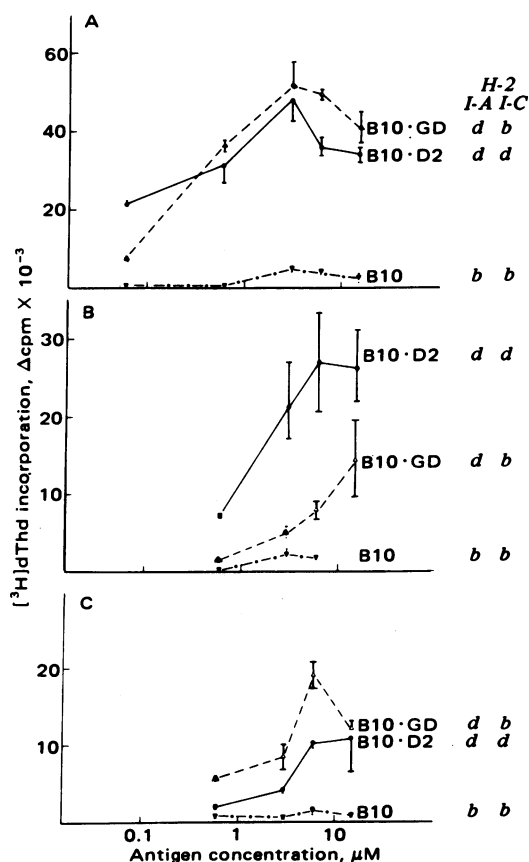 A
60
40
20
H-2
I-A I-C
B10·GD d b
B10·D2 d d
B10 b b
B
30
20
10
B10·D2 d d
B10·GD d b
B10 b b
[³H]dThd incorporation, Δcpm X 10⁻³
C
20
10
B10·GD d b
B10·D2 d d
B10 b b
0.1 1 10
Antigen concentration, μM